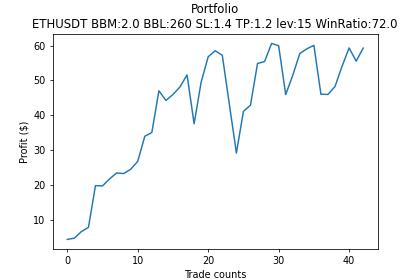 Portfolio
ETHUSDT BBM:2.0 BBL:260 SL:1.4 TP:1.2 lev:15 WinRatio:72.0
60
50
40
30
20
10
Profit ($)
0
10
20
30
40
Trade counts